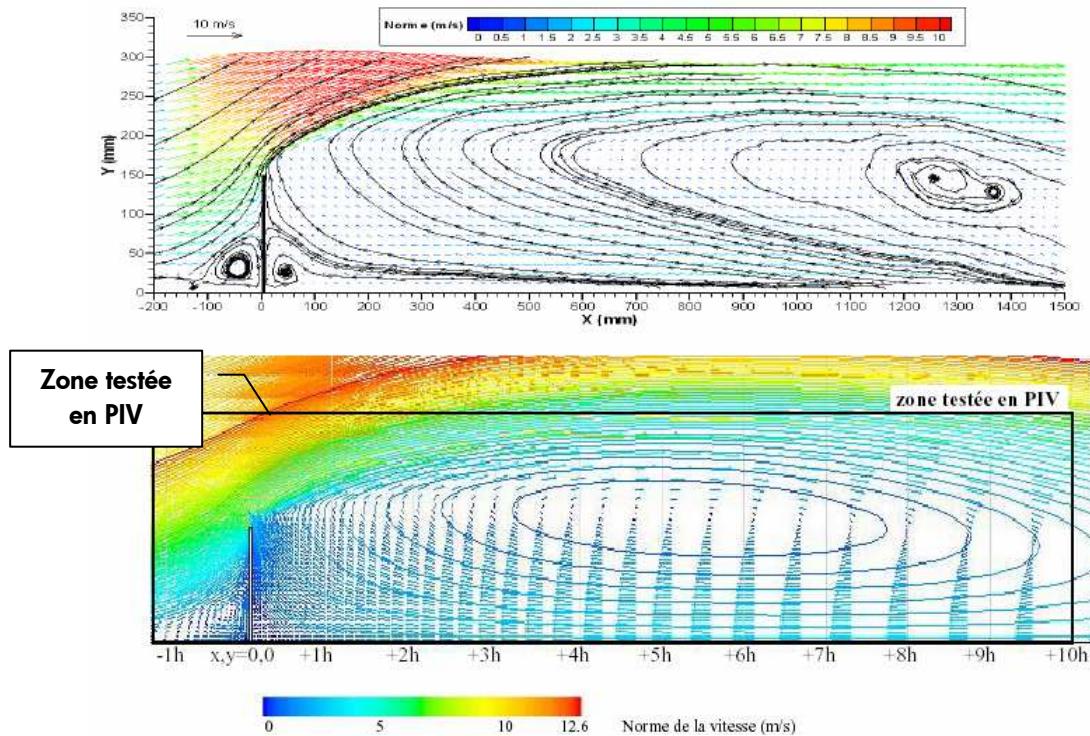 10 m/s
Norme (m/s)
0 0.5 1 1.5 2 2.5 3 3.5 4 4.5 5 5.5 6 6.5 7 7.5 8 8.5 9 9.5 10
350
300
250
200
150
100
50
0
Y (mm)
-200 -100 0 100 200 300 400 500 600 700 800 900 1000 1100 1200 1300 1400 1500
X (mm)
Zone testée
en PIV
zone testée en PIV
-1h x,y=0,0 +1h +2h +3h +4h +5h +6h +7h +8h +9h +10h
0 5 10 12.6 Norme de la vitesse (m/s)